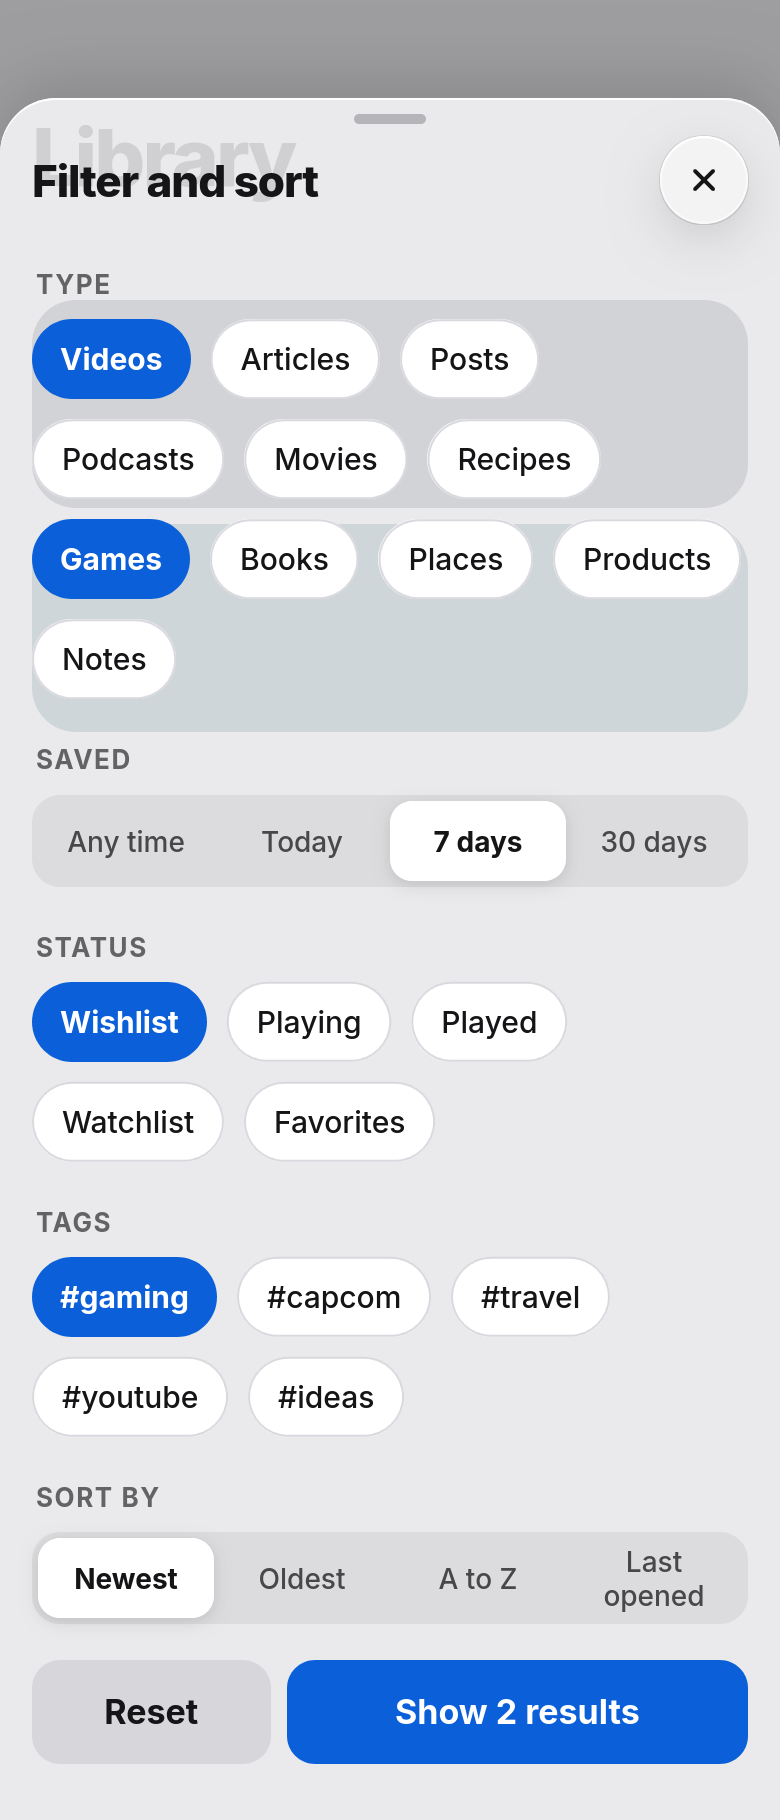 Library
Filter and sort
TYPE
Videos Articles Posts
Podcasts Movies Recipes
Games Books Places Products
Notes
SAVED
Any time Today 7 days 30 days
STATUS
Wishlist Playing Played
Watchlist Favorites
TAGS
#gaming #capcom #travel
#youtube #ideas
SORT BY
Newest Oldest A to Z Last opened
Reset Show 2 results